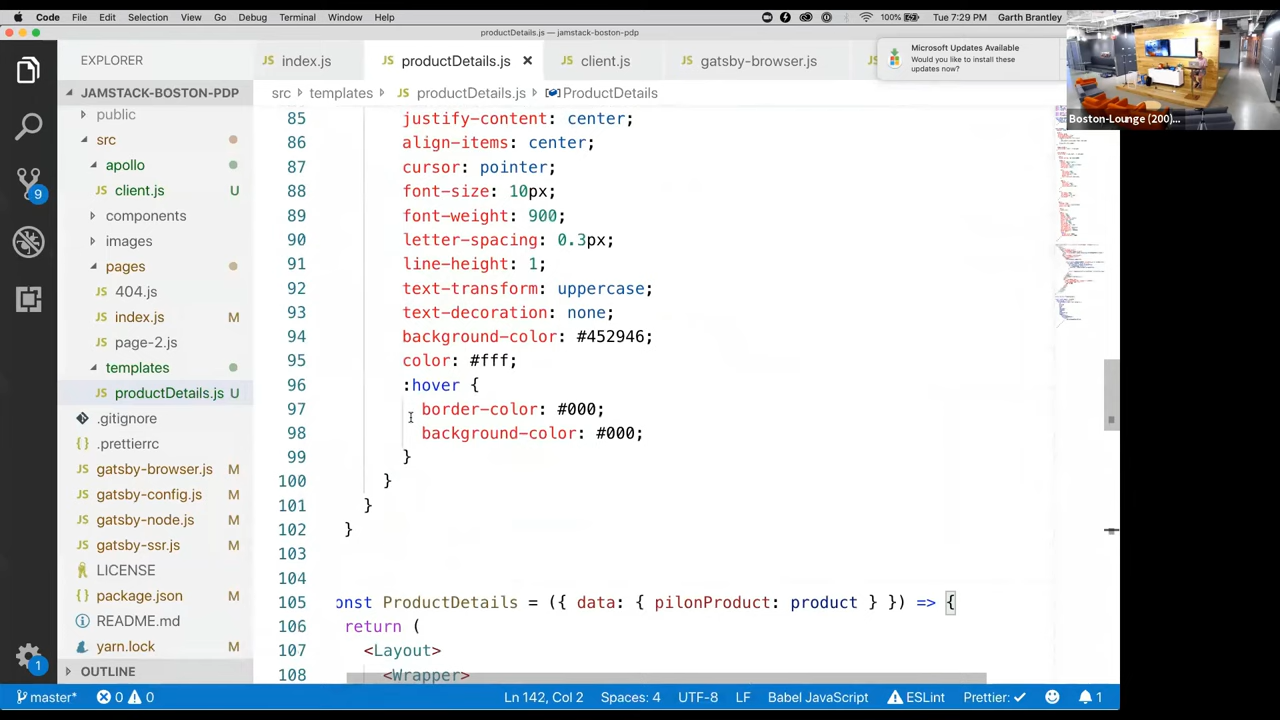 Code File Edit Selection View Go Debug Terminal Window Help 100% Tue 7:29 PM Garth Brantley
productDetails.js — jamstack-boston-pdp
EXPLORER
JS index.js JS productDetails.js × JS client.js JS gatsby-browser.js JS
Microsoft Updates Available
Would you like to install these
updates now?
Boston-Lounge (200)...
src › templates › JS productDetails.js › ProductDetails
JAMSTACK-BOSTON-PDP
public
src
apollo
JS client.js U
components
images
pages
JS 404.js
JS index.js M
JS page-2.js
templates
JS productDetails.js U
.gitignore
.prettierrc
JS gatsby-browser.js M
JS gatsby-config.js M
JS gatsby-node.js M
JS gatsby-ssr.js M
LICENSE
package.json M
README.md
yarn.lock M
OUTLINE
9
1
85 justify-content: center;
86 align-items: center;
87 cursor: pointer;
88 font-size: 10px;
89 font-weight: 900;
90 letter-spacing: 0.3px;
91 line-height: 1;
92 text-transform: uppercase;
93 text-decoration: none;
94 background-color: #452946;
95 color: #fff;
96 :hover {
97 border-color: #000;
98 background-color: #000;
99 }
100 }
101 }
102 }
103
104
105 onst ProductDetails = ({ data: { pilonProduct: product } }) => {
106 return (
107 <Layout>
108 <Wrapper>
master* 0 0 Ln 142, Col 2 Spaces: 4 UTF-8 LF Babel JavaScript ESLint Prettier: ✓ 1